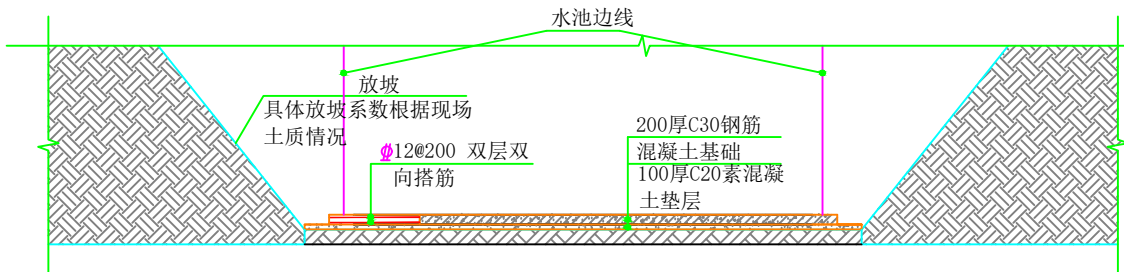 水池边线
放坡
具体放坡系数根据现场
土质情况
ϕ12@200 双层双
向搭筋
200厚C30钢筋
混凝土基础
100厚C20素混凝
土垫层